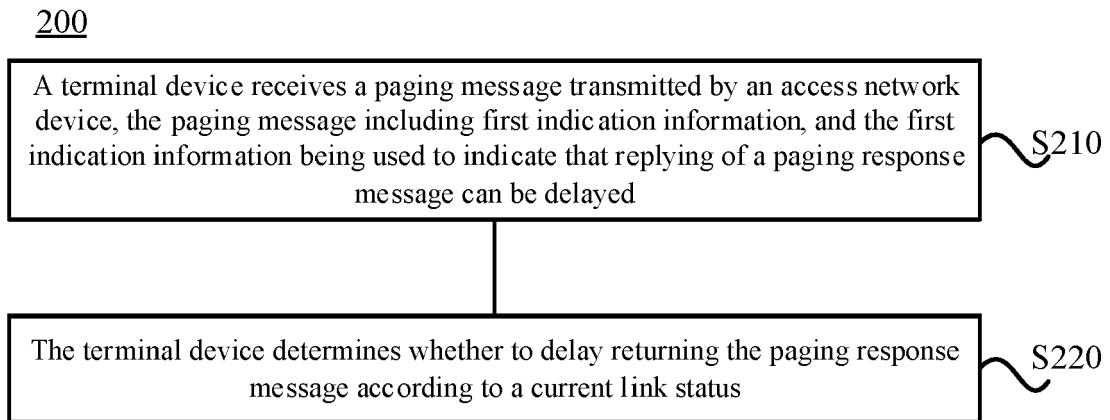 200
A terminal device receives a paging message transmitted by an access network
device, the paging message including first indication information, and the first
indication information being used to indicate that replying of a paging response
message can be delayed
S210
The terminal device determines whether to delay returning the paging response
message according to a current link status
S220